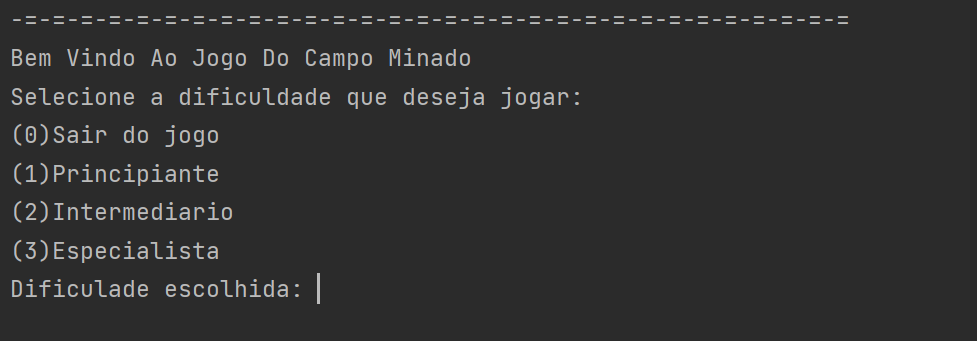 -=-=-=-=-=-=-=-=-=-=-=-=-=-=-=-=-=-=-=-=-=-=-=-=-=-=-=-=-=-=
Bem Vindo Ao Jogo Do Campo Minado
Selecione a dificuldade que deseja jogar:
(0)Sair do jogo
(1)Principiante
(2)Intermediario
(3)Especialista
Dificulade escolhida: